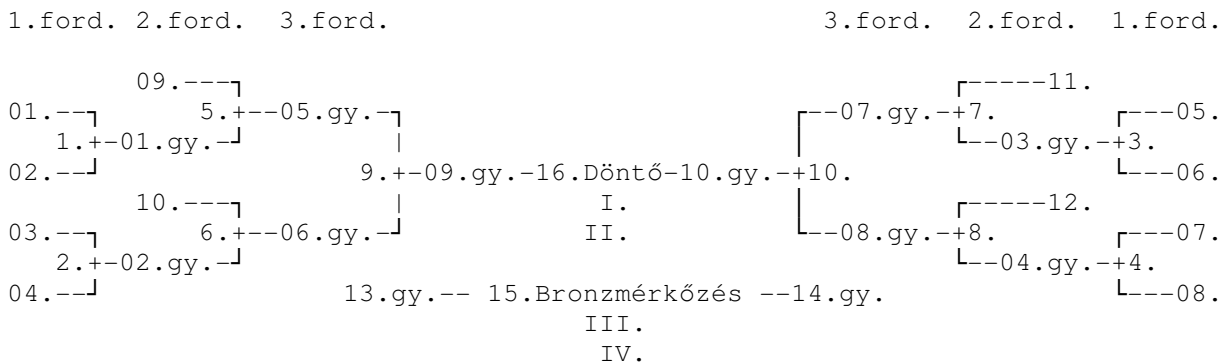 1.ford. 2.ford. 3.ford. 3.ford. 2.ford. 1.ford.
09.---┐ ┌-----11.
01.--┐ 5.+--05.gy.-┐ ┌--07.gy.-+7. ┌---05.
1.+-01.gy.-┘ | │ └--03.gy.-+3.
02.--┘ 9.+-09.gy.-16.Döntő-10.gy.-+10. └---06.
10.---┐ | I. │ ┌-----12.
03.--┐ 6.+--06.gy.-┘ II. └--08.gy.-+8. ┌---07.
2.+-02.gy.-┘ └--04.gy.-+4.
04.--┘ 13.gy.-- 15.Bronzmérkőzés --14.gy. └---08.
III.
IV.